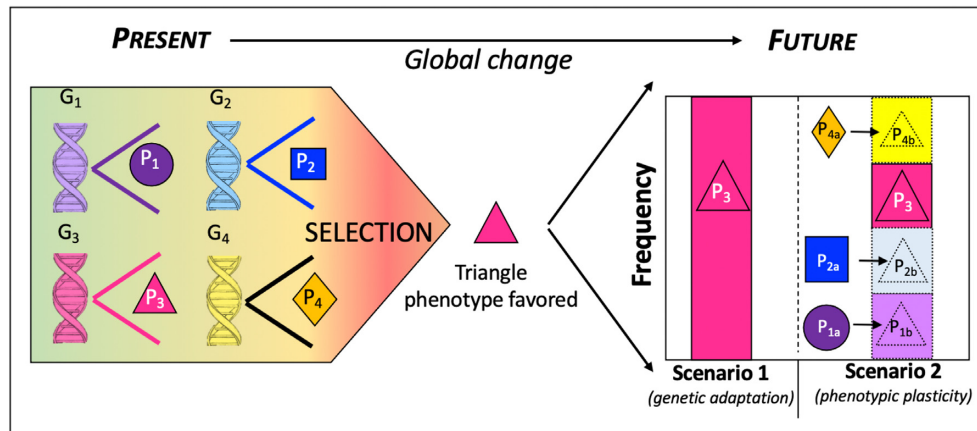 PRESENT
Global change
FUTURE
G1
P1
G2
P2
G3
P3
G4
P4
SELECTION
Triangle
phenotype favored
Frequency
P3
P4a
P4b
P3
P2a
P2b
P1a
P1b
Scenario 1
(genetic adaptation)
Scenario 2
(phenotypic plasticity)